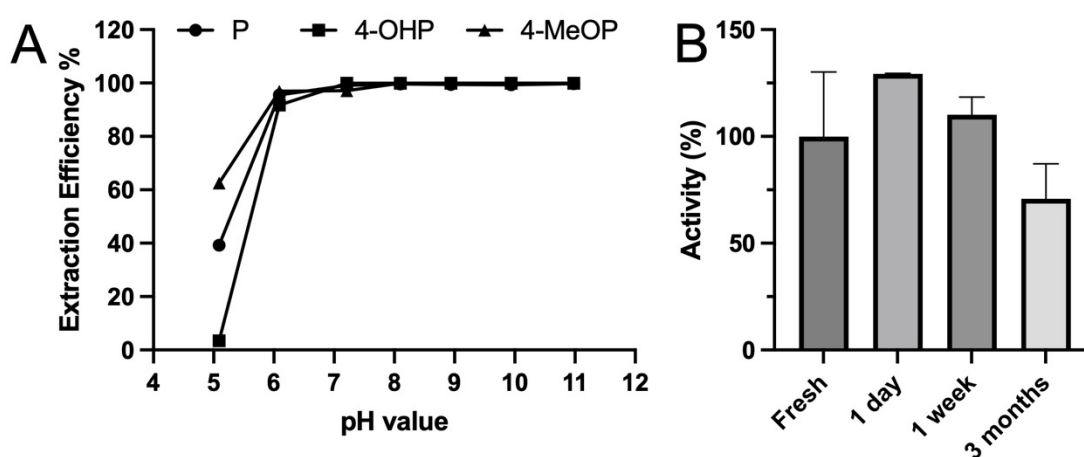 A
P
4-OHP
4-MeOP
Extraction Efficiency %
120
100
80
60
40
20
0
4 5 6 7 8 9 10 11 12
pH value
B
Activity (%)
150
100
50
0
Fresh
1 day
1 week
3 months